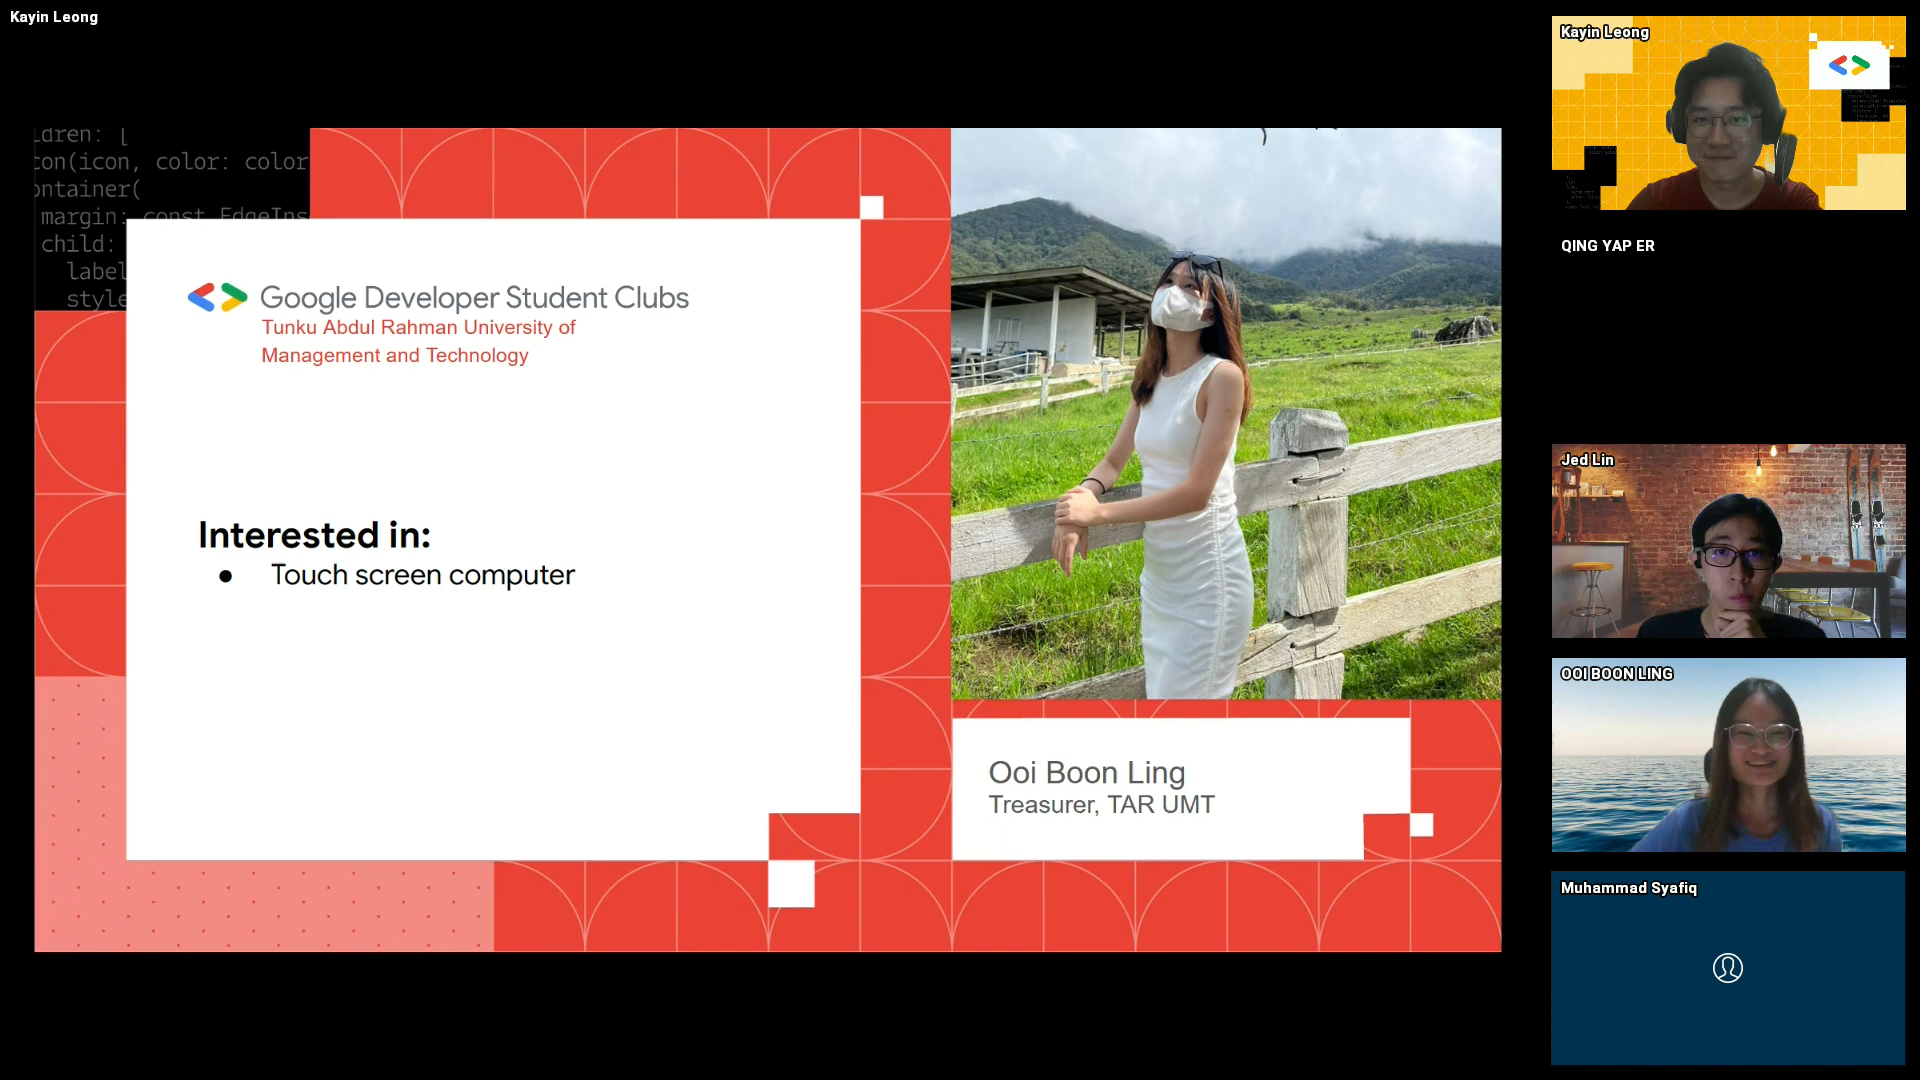 Kayin Leong
ldren: [
con(icon, color: color
ontainer(
margin: const EdgeIns
child:
label
style
Google Developer Student Clubs
Tunku Abdul Rahman University of
Management and Technology
Interested in:
● Touch screen computer
Ooi Boon Ling
Treasurer, TAR UMT
Kayin Leong
QING YAP ER
Jed Lin
OOI BOON LING
Muhammad Syafiq